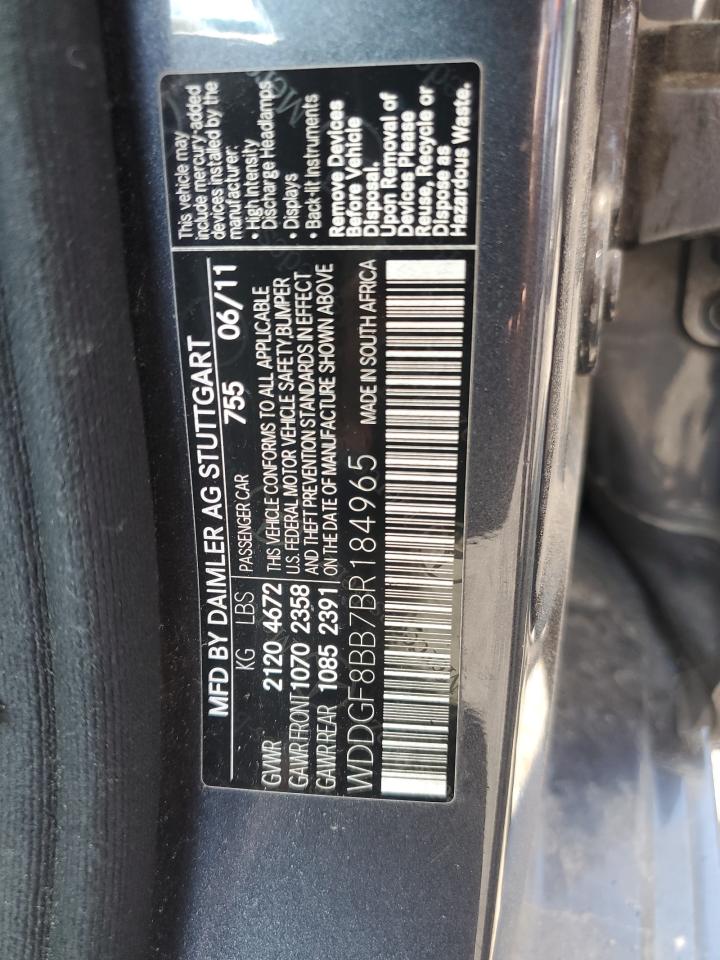 MFD BY DAIMLER AG STUTTGART
KG LBS PASSENGER CAR 755 06/11
GVWR 2120 4672
GAWR FRONT 1070 2358
GAWR REAR 1085 2391
THIS VEHICLE CONFORMS TO ALL APPLICABLE
U.S. FEDERAL MOTOR VEHICLE SAFETY BUMPER
AND THEFT PREVENTION STANDARDS IN EFFECT
ON THE DATE OF MANUFACTURE SHOWN ABOVE
WDDGF8BB7BR184965 MADE IN SOUTH AFRICA
This vehicle may
include mercury-added
devices installed by the
manufacturer:
• High Intensity
Discharge Headlamps
• Displays
• Back-lit Instruments
Remove Devices
Before Vehicle
Disposal.
Upon Removal of
Devices Please
Reuse, Recycle or
Dispose as
Hazardous Waste.